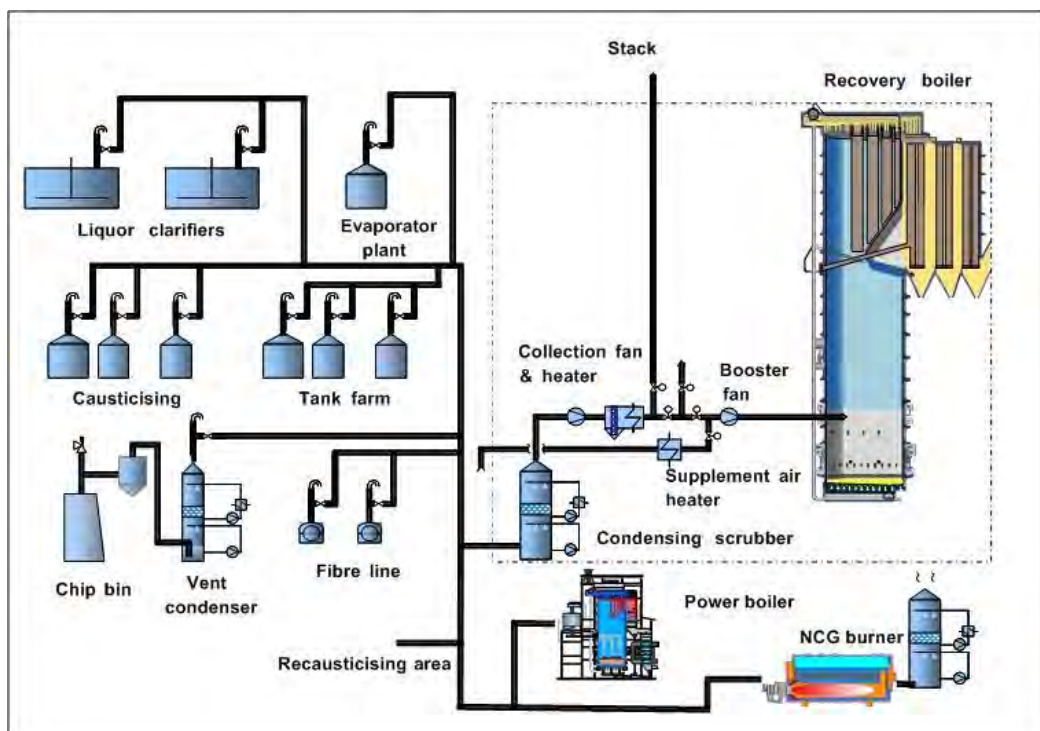 Stack
Recovery boiler
Liquor clarifiers
Evaporator
plant
Collection fan
& heater
Booster
fan
Causticising
Tank farm
Supplement air
heater
Condensing scrubber
Chip bin
Vent
condenser
Fibre line
Power boiler
NCG burner
Recausticising area